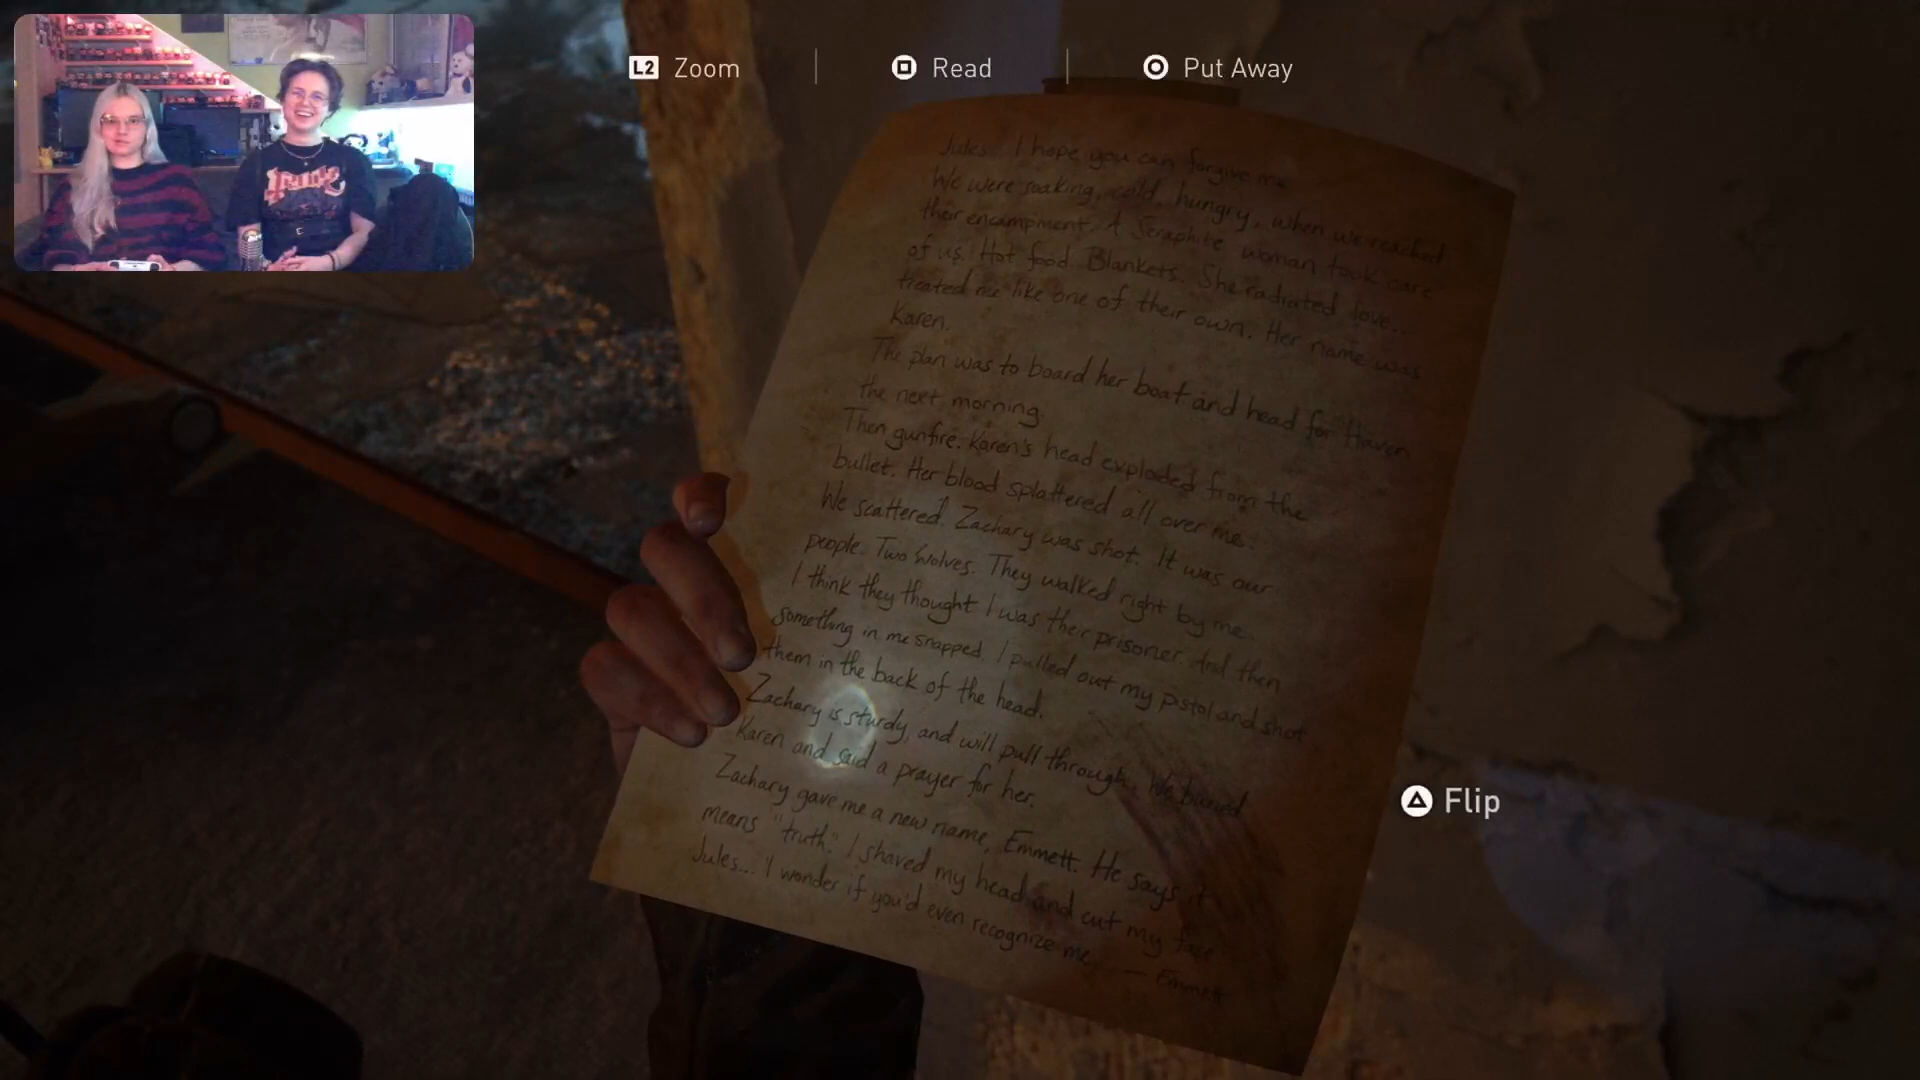 L2 Zoom
Read
Put Away
Jules... I hope you can forgive me.
We were soaking, cold, hungry, when we reached
their encampment. A Seraphite woman took care
of us. Hot food. Blankets. She radiated love...
treated me like one of their own. Her name was
Karen.
The plan was to board her boat and head for Haven
the next morning.
Then gunfire. Karen's head exploded from the
bullet. Her blood splattered all over me.
We scattered. Zachary was shot. It was our
people. Two Wolves. They walked right by me.
I think they thought I was their prisoner. And then
something in me snapped. I pulled out my pistol and shot
them in the back of the head.
Zachary is sturdy, and will pull through. We buried
Karen and said a prayer for her.
Zachary gave me a new name, Emmett. He says it
means "truth." I shaved my head and cut my face.
Jules... I wonder if you'd even recognize me. — Emmett
Flip